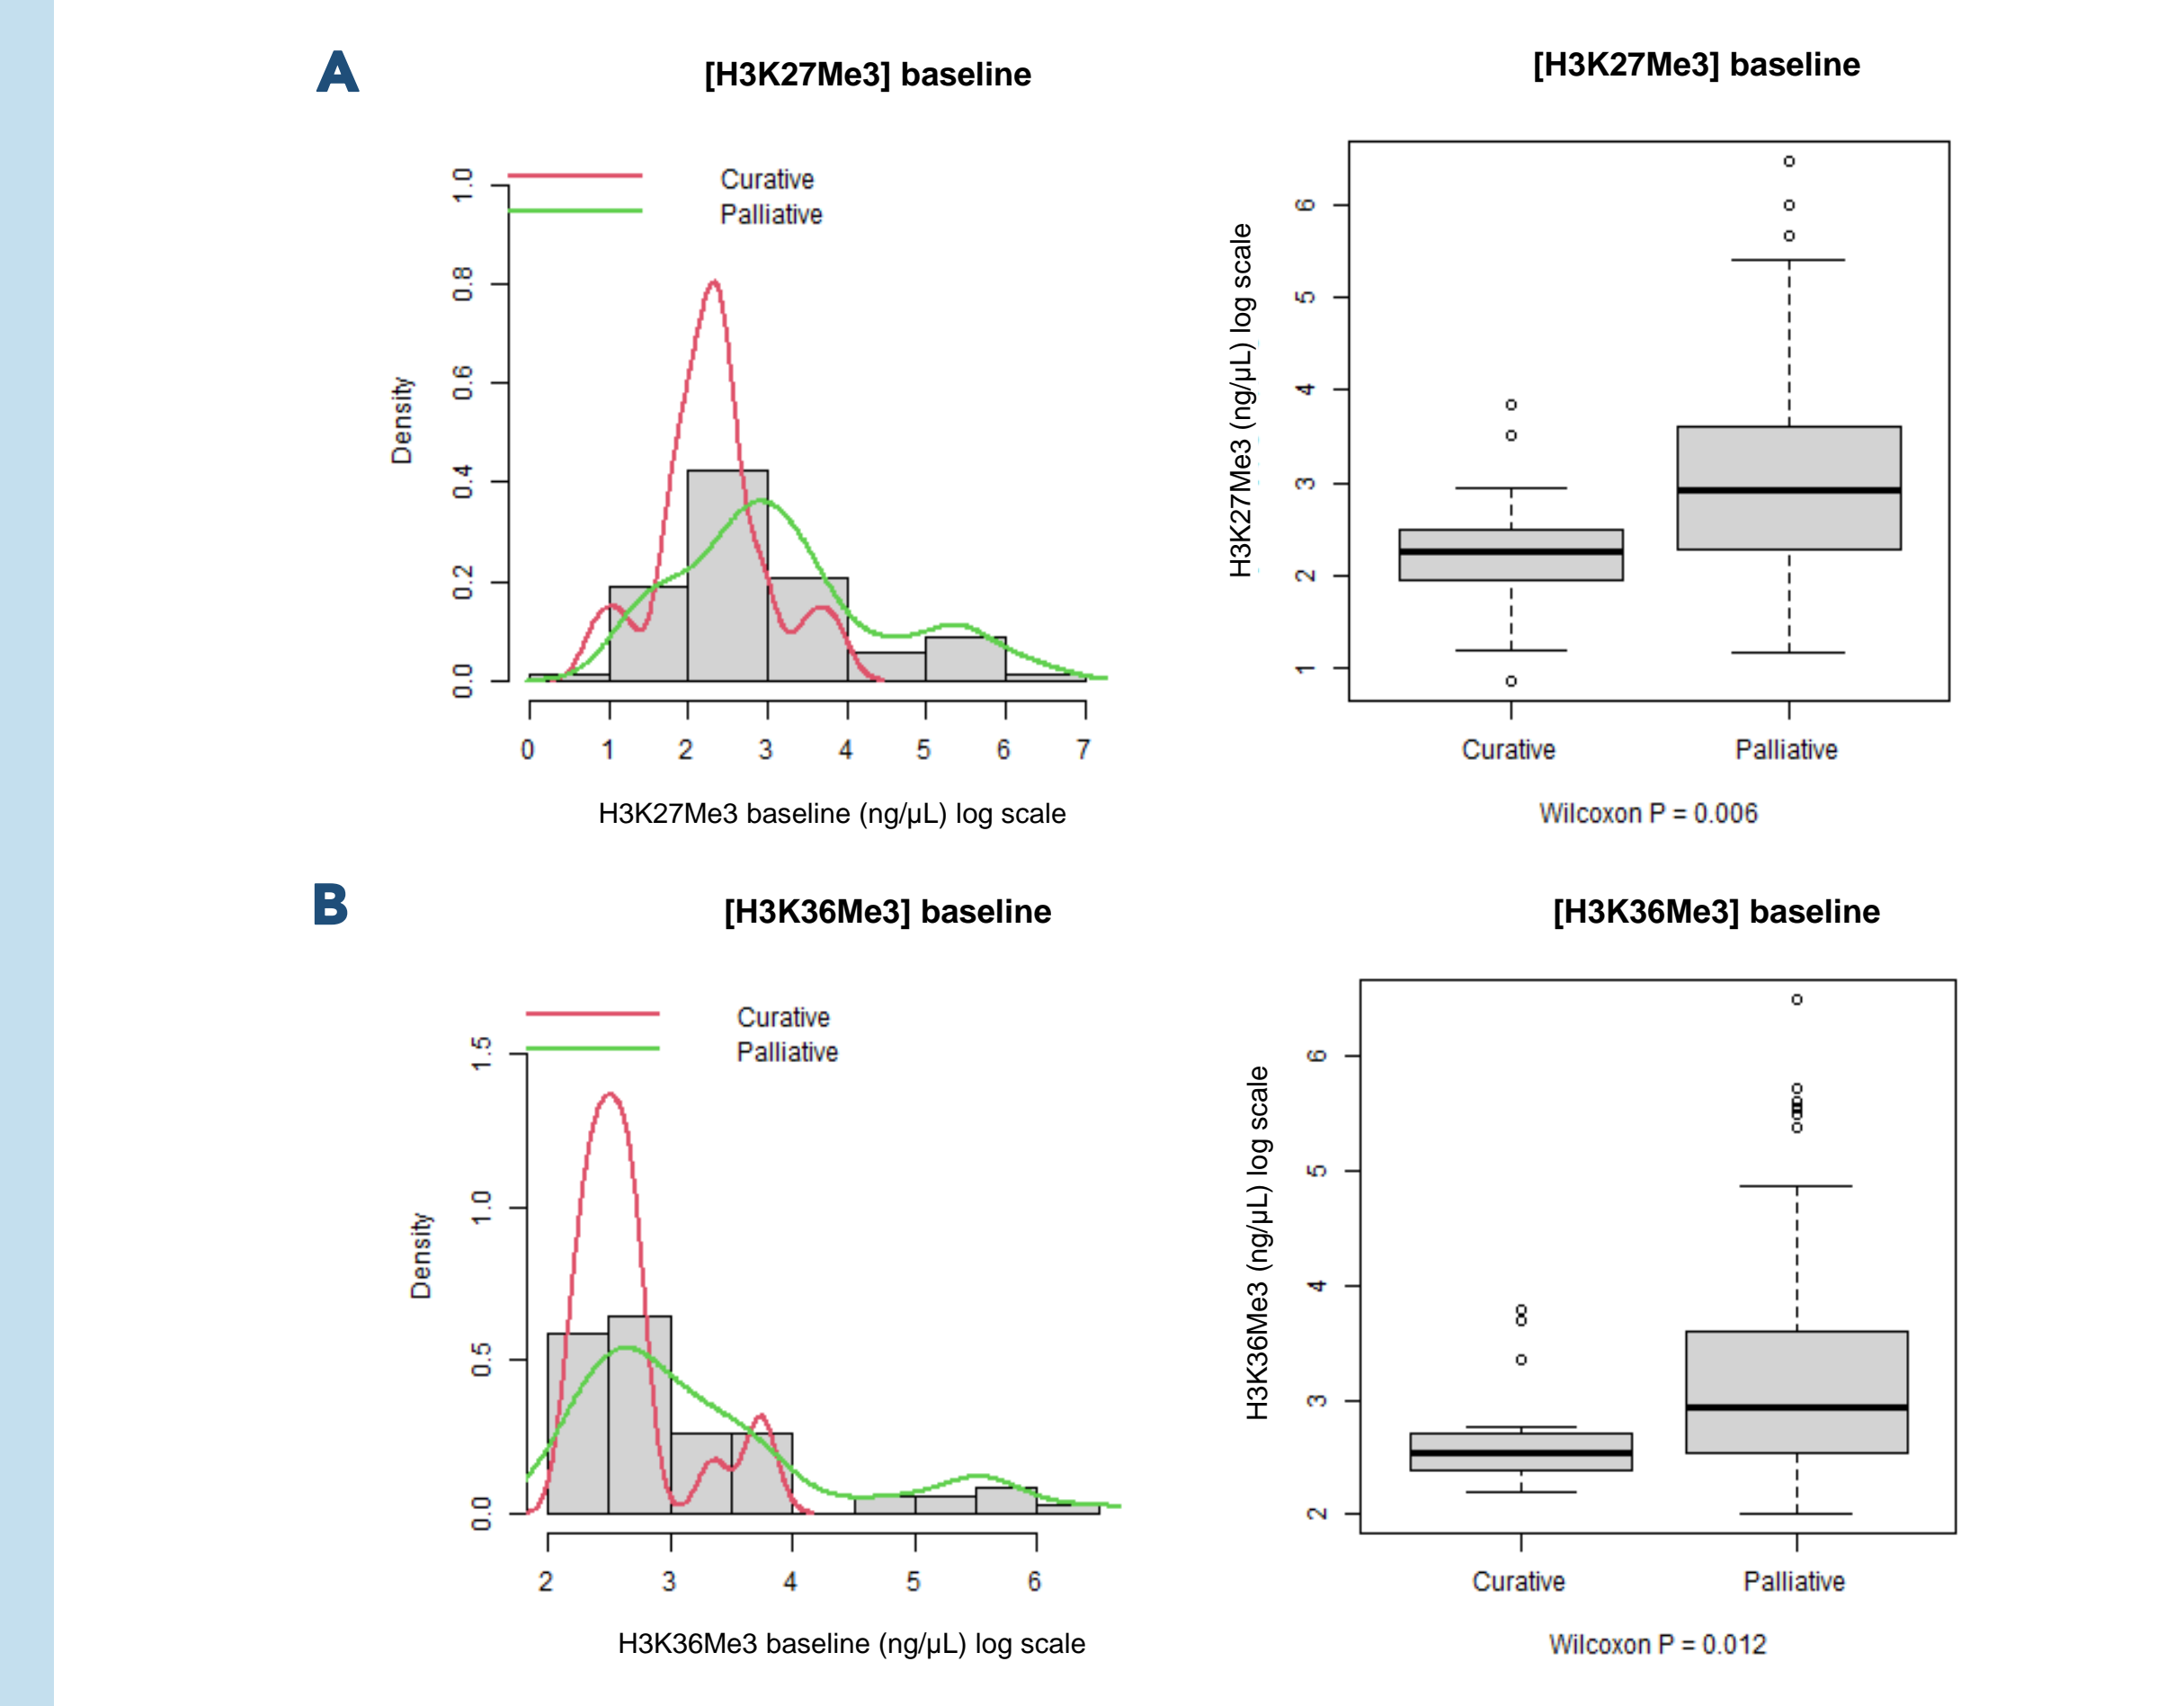 A
[H3K27Me3] baseline
Curative
Palliative
Density
0.0
0.2
0.4
0.6
0.8
1.0
0 1 2 3 4 5 6 7
H3K27Me3 baseline (ng/µL) log scale
[H3K27Me3] baseline
H3K27Me3 (ng/µL) log scale
1
2
3
4
5
6
Curative Palliative
Wilcoxon P = 0.006
B
[H3K36Me3] baseline
Curative
Palliative
Density
0.0
0.5
1.0
1.5
2 3 4 5 6
H3K36Me3 baseline (ng/µL) log scale
[H3K36Me3] baseline
H3K36Me3 (ng/µL) log scale
2
3
4
5
6
Curative Palliative
Wilcoxon P = 0.012